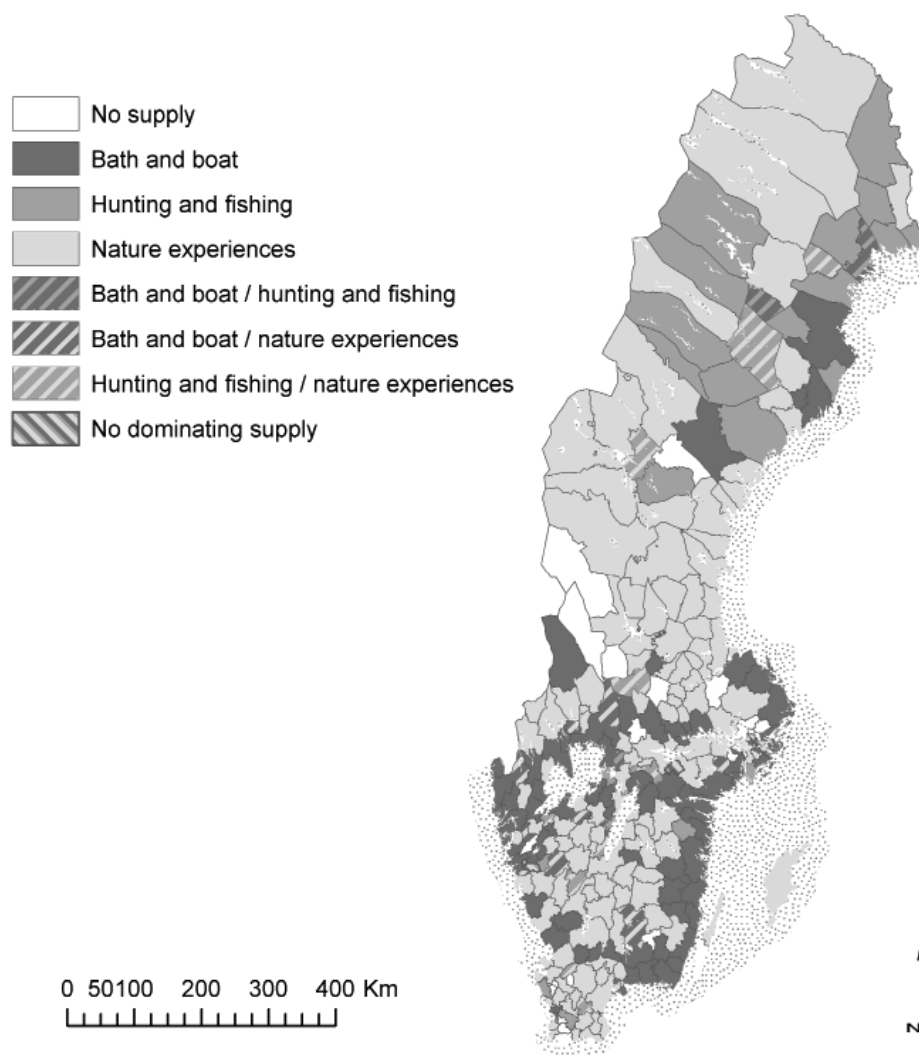 No supply
Bath and boat
Hunting and fishing
Nature experiences
Bath and boat / hunting and fishing
Bath and boat / nature experiences
Hunting and fishing / nature experiences
No dominating supply
0 50100 200 300 400 Km
N